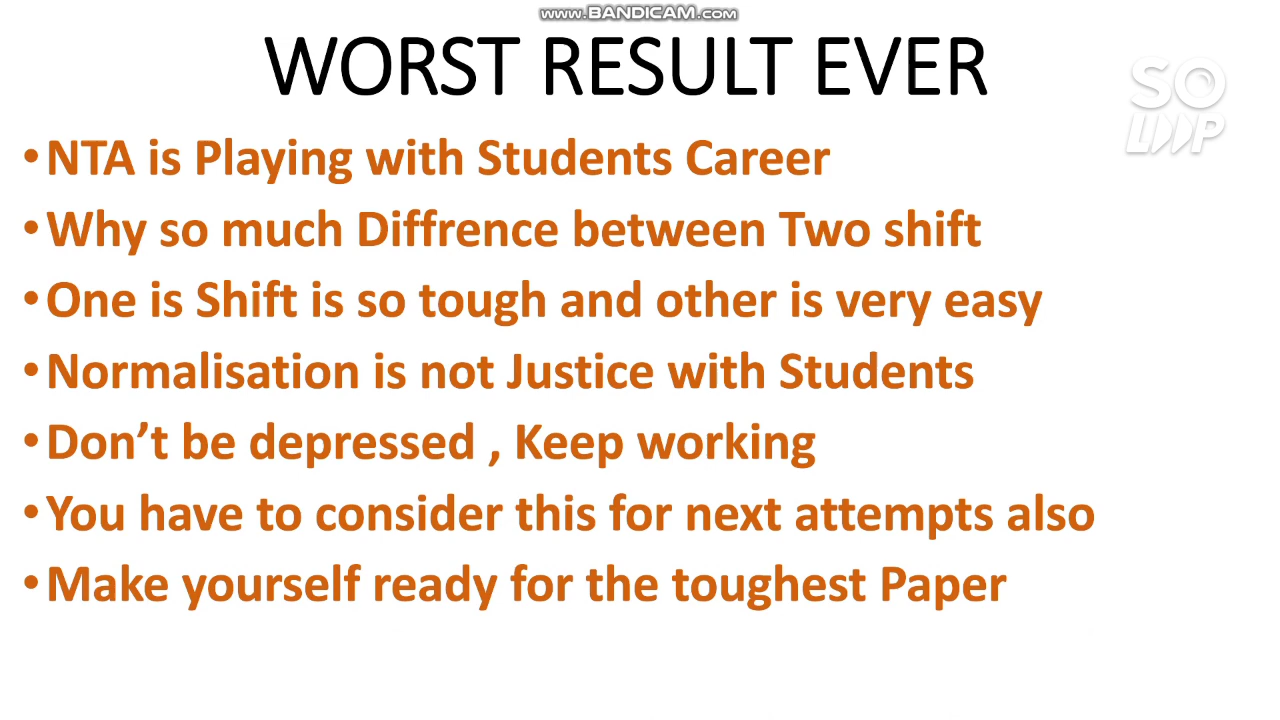 www.BANDICAM.com
WORST RESULT EVER
SO
LOOP
•NTA is Playing with Students Career
•Why so much Diffrence between Two shift
•One is Shift is so tough and other is very easy
•Normalisation is not Justice with Students
•Don’t be depressed , Keep working
•You have to consider this for next attempts also
•Make yourself ready for the toughest Paper